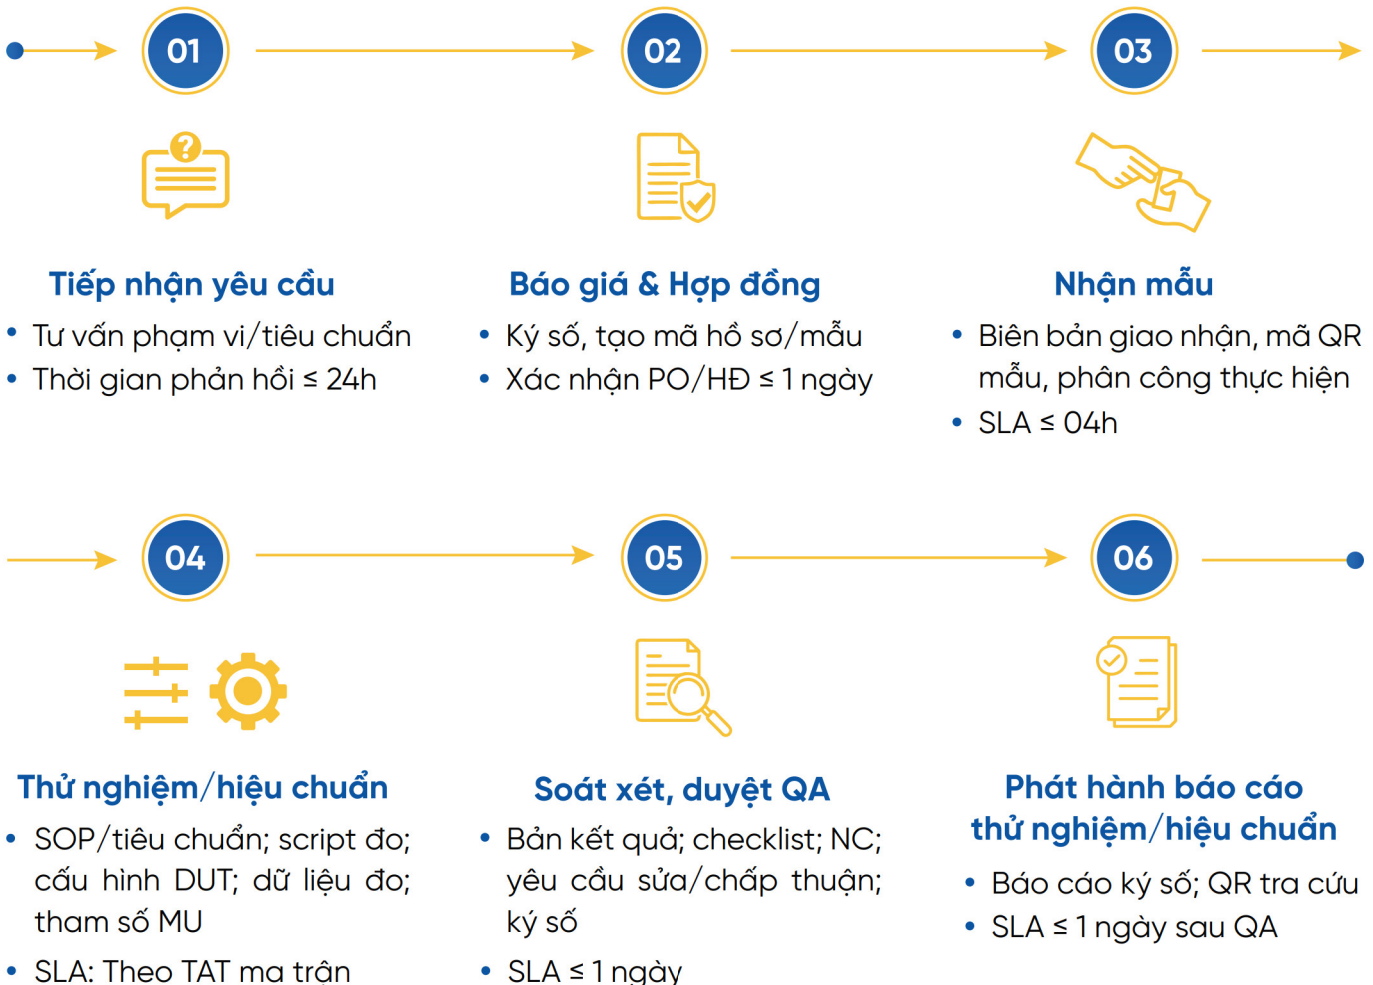 01
02
03
?
Tiếp nhận yêu cầu
• Tư vấn phạm vi/tiêu chuẩn
• Thời gian phản hồi ≤ 24h
Báo giá & Hợp đồng
• Ký số, tạo mã hồ sơ/mẫu
• Xác nhận PO/HĐ ≤ 1 ngày
Nhận mẫu
• Biên bản giao nhận, mã QR
mẫu, phân công thực hiện
• SLA ≤ 04h
04
05
06
Thử nghiệm/hiệu chuẩn
• SOP/tiêu chuẩn; script đo;
cấu hình DUT; dữ liệu đo;
tham số MU
• SLA: Theo TAT ma trận
Soát xét, duyệt QA
• Bản kết quả; checklist; NC;
yêu cầu sửa/chấp thuận;
ký số
• SLA ≤ 1 ngày
Phát hành báo cáo
thử nghiệm/hiệu chuẩn
• Báo cáo ký số; QR tra cứu
• SLA ≤ 1 ngày sau QA